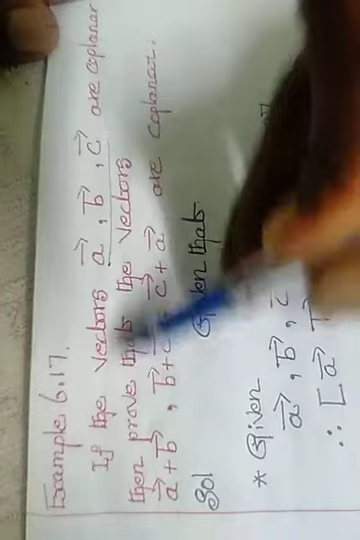 Example 6.17.
If the vectors a⃗ , b⃗ , c⃗ are coplanar
then prove that the vectors
a⃗ + b⃗ , b⃗ + c⃗ c⃗ + a⃗ are coplanar.
Sol Given that
* Given
a⃗ , b⃗ , c
∴ [ a⃗